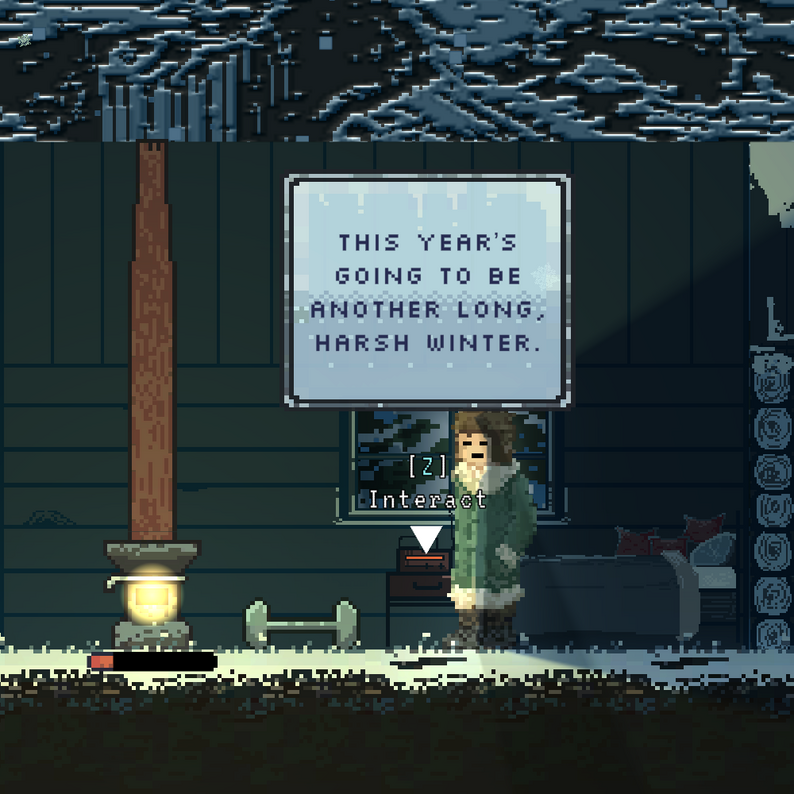 THIS YEAR'S
GOING TO BE
ANOTHER LONG,
HARSH WINTER.
[Z]
Interact